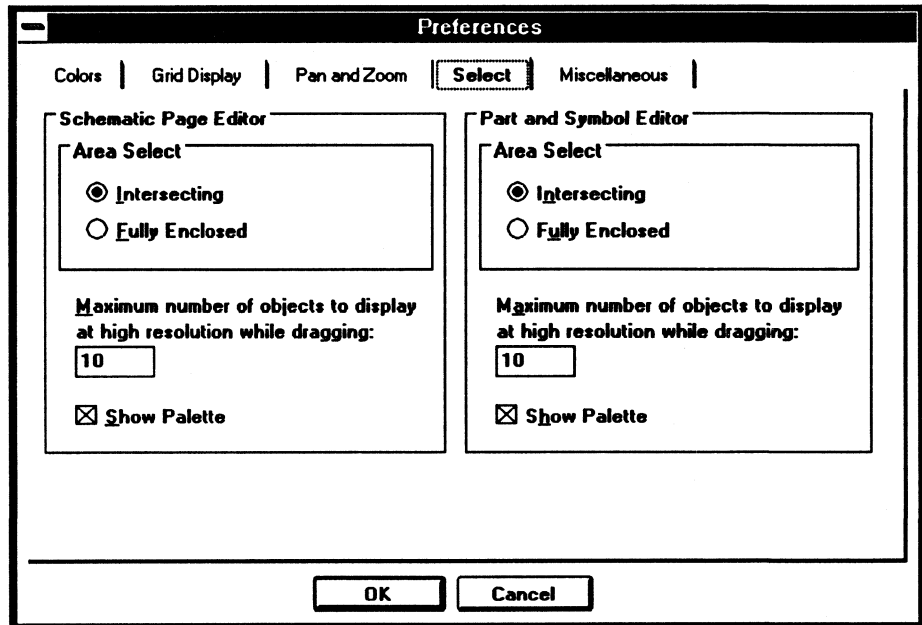 Preferences
Colors
Grid Display
Pan and Zoom
Select
Miscellaneous
Schematic Page Editor
Area Select
Intersecting
Fully Enclosed
Maximum number of objects to display
at high resolution while dragging:
10
Show Palette
Part and Symbol Editor
Area Select
Intersecting
Fully Enclosed
Maximum number of objects to display
at high resolution while dragging:
10
Show Palette
OK
Cancel